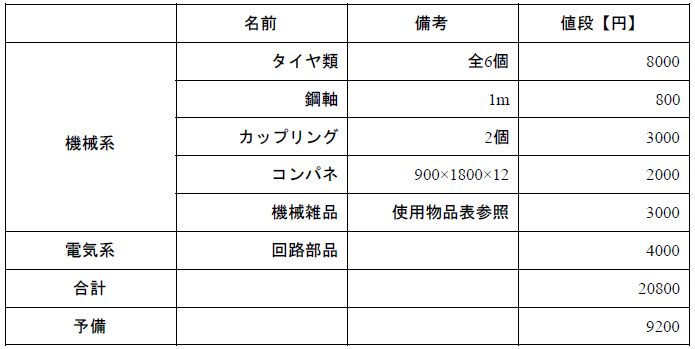 名前 備考 値段【円】
タイヤ類 全6個 8000
鋼軸 1m 800
機械系 カップリング 2個 3000
コンパネ 900×1800×12 2000
機械雑品 使用物品表参照 3000
電気系 回路部品 4000
合計 20800
予備 9200